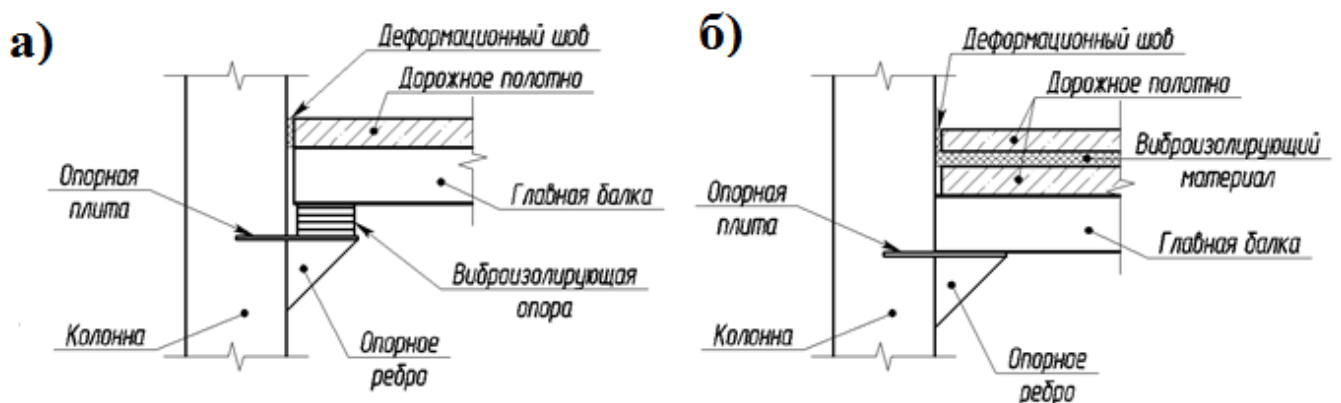 а)
Деформационный шов
Дорожное полотно
Опорная
плита
Главная балка
Виброизолирующая
опора
Колонна
Опорное
ребро
б)
Деформационный шов
Дорожное полотно
Виброизолирующий
материал
Опорная
плита
Главная балка
Колонна
Опорное
ребро